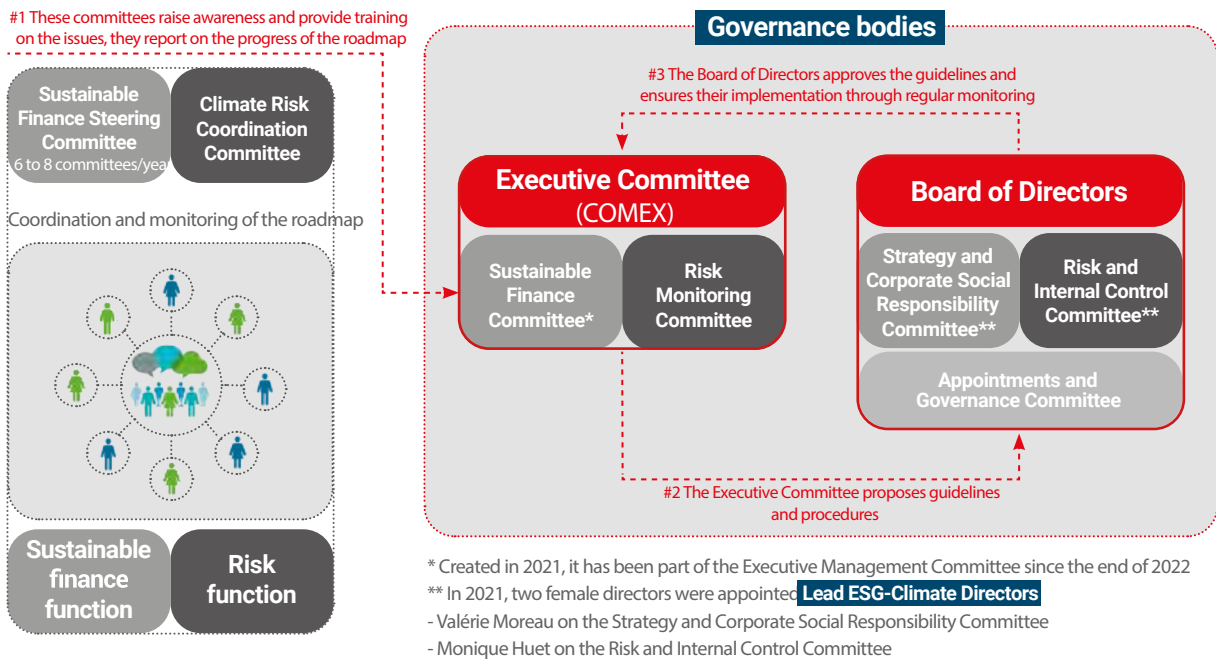 #1 These committees raise awareness and provide training
on the issues, they report on the progress of the roadmap
Sustainable
Finance Steering
Committee
6 to 8 committees/year
Climate Risk
Coordination
Committee
Coordination and monitoring of the roadmap
Sustainable
finance
function
Risk
function
Governance bodies
#3 The Board of Directors approves the guidelines and
ensures their implementation through regular monitoring
Executive Committee
(COMEX)
Sustainable
Finance
Committee*
Risk
Monitoring
Committee
Board of Directors
Strategy and
Corporate Social
Responsibility
Committee**
Risk and
Internal Control
Committee**
Appointments and
Governance Committee
#2 The Executive Committee proposes guidelines
and procedures
* Created in 2021, it has been part of the Executive Management Committee since the end of 2022
** In 2021, two female directors were appointed Lead ESG-Climate Directors
- Valérie Moreau on the Strategy and Corporate Social Responsibility Committee
- Monique Huet on the Risk and Internal Control Committee